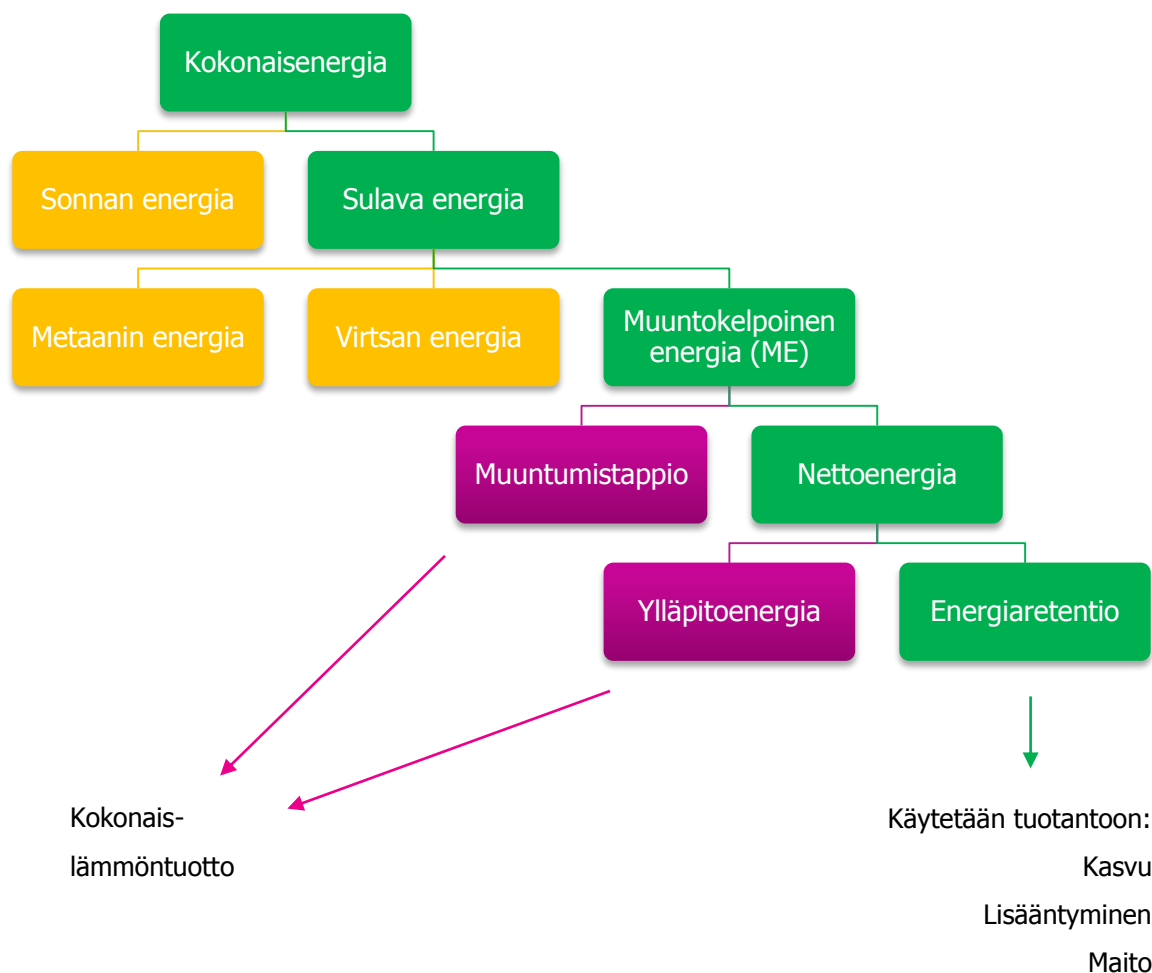 Kokonaisenergia
Sonnan energia
Sulava energia
Metaanin energia
Virtsan energia
Muuntokelpoinen
energia (ME)
Muuntumistappio
Nettoenergia
Ylläpitoenergia
Energiaretentio
Kokonais-
lämmöntuotto
Käytetään tuotantoon:
Kasvu
Lisääntyminen
Maito